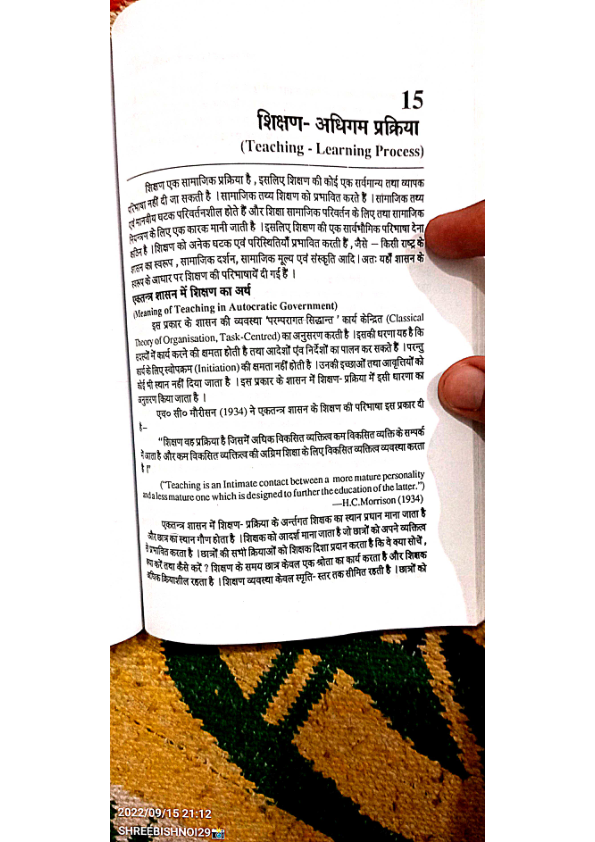 15
शिक्षण- अधिगम प्रक्रिया
(Teaching - Learning Process)
शिक्षण एक सामाजिक प्रक्रिया है , इसलिए शिक्षण की कोई एक सर्वमान्य तथा व्यापक
परिभाषा नहीं दी जा सकती है । सामाजिक तथ्य शिक्षण को प्रभावित करते हैं । सांमाजिक तथ्य
एवं मानवीय घटक परिवर्तनशील होते हैं और शिक्षा सामाजिक परिवर्तन के लिए तथा सामाजिक
नियन्त्रण के लिए एक कारक मानी जाती है । इसलिए शिक्षण की एक सार्वभौमिक परिभाषा देना
कठिन है । शिक्षण को अनेक घटक एवं परिस्थितियाँ प्रभावित करती हैं , जैसे – किसी राष्ट्र के
शासन का स्वरूप , सामाजिक दर्शन, सामाजिक मूल्य एवं संस्कृति आदि । अतः यहाँ शासन के
स्वरूप के आधार पर शिक्षण की परिभाषायें दी गई हैं ।
एकतन्त्र शासन में शिक्षण का अर्थ
(Meaning of Teaching in Autocratic Government)
इस प्रकार के शासन की व्यवस्था 'परम्परागत सिद्धान्त ' कार्य केन्द्रित (Classical
Theory of Organisation, Task-Centred) का अनुसरण करती है । इसकी धरणा यह है कि
सदस्यों में कार्य करने की क्षमता होती है तथा आदेशों एंव निर्देशों का पालन कर सकते हैं । परन्तु
कार्य के लिए स्वोपक्रम (Initiation) की क्षमता नहीं होती है । उनकी इच्छाओं तथा आवृत्तियों को
कोई भी स्थान नहीं दिया जाता है । इस प्रकार के शासन में शिक्षण- प्रक्रिया में इसी धारणा का
अनुसरण किया जाता है ।
एच० सी० मौरीसन (1934) ने एकतन्त्र शासन के शिक्षण की परिभाषा इस प्रकार दी
है–
"शिक्षण वह प्रक्रिया है जिसमें अधिक विकसित व्यक्तित्व कम विकसित व्यक्ति के सम्पर्क
में आता है और कम विकसित व्यक्तित्व की अग्रिम शिक्षा के लिए विकसित व्यक्तित्व व्यवस्था करता
है ।"
("Teaching is an Intimate contact between a more mature personality
and a less mature one which is designed to further the education of the latter.")
—H.C.Morrison (1934)
एकतन्त्र शासन में शिक्षण- प्रक्रिया के अर्न्तगत शिक्षक का स्थान प्रधान माना जाता है
और छात्र का स्थान गौण होता है । शिक्षक को आदर्श माना जाता है जो छात्रों को अपने व्यक्तित्व
से प्रभावित करता है । छात्रों की सभी क्रियाओं को शिक्षक दिशा प्रदान करता है कि वे क्या सोचें ,
क्या करें तथा कैसे करें ? शिक्षण के समय छात्र केवल एक श्रोता का कार्य करता है और शिक्षक
अधिक क्रियाशील रहता है । शिक्षण व्यवस्था केवल स्मृति- स्तर तक सीमित रहती है । छात्रों को
2022/09/15 21:12
SHREEBISHNOI29